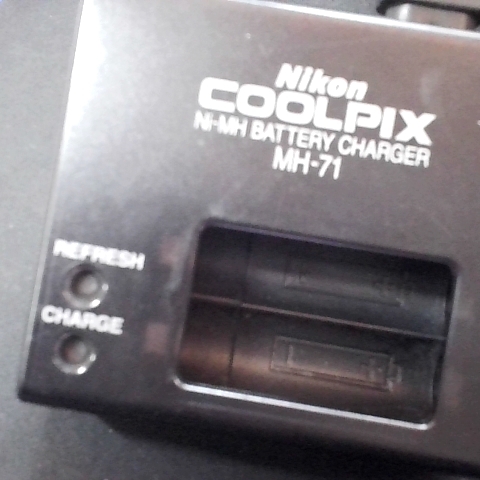 Nikon
COOLPIX
Ni-MH BATTERY CHARGER
MH-71
REFRESH
CHARGE